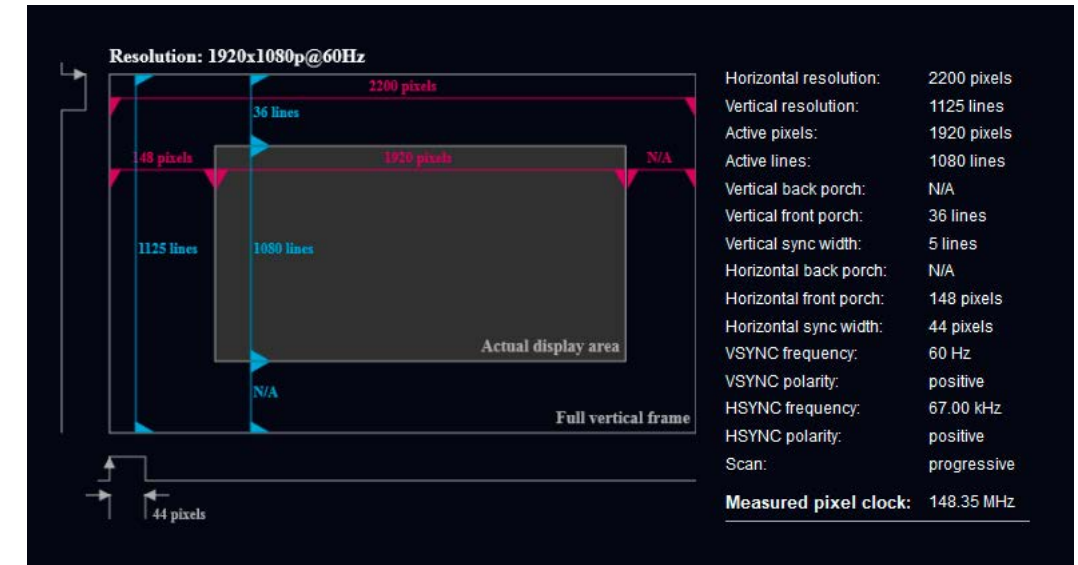 Resolution: 1920x1080p@60Hz
2200 pixels
36 lines
148 pixels
1920 pixels
N/A
1125 lines
1080 lines
Actual display area
N/A
Full vertical frame
44 pixels
Horizontal resolution: 2200 pixels
Vertical resolution: 1125 lines
Active pixels: 1920 pixels
Active lines: 1080 lines
Vertical back porch: N/A
Vertical front porch: 36 lines
Vertical sync width: 5 lines
Horizontal back porch: N/A
Horizontal front porch: 148 pixels
Horizontal sync width: 44 pixels
VSYNC frequency: 60 Hz
VSYNC polarity: positive
HSYNC frequency: 67.00 kHz
HSYNC polarity: positive
Scan: progressive
Measured pixel clock: 148.35 MHz